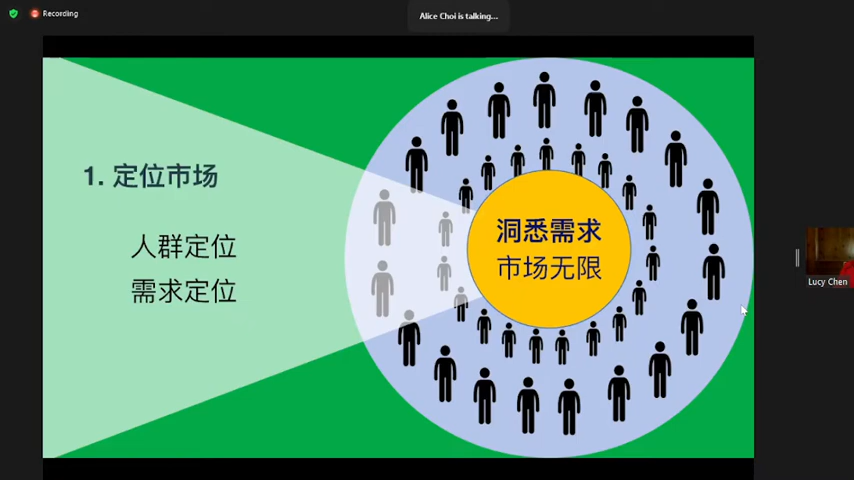 Recording
Alice Choi is talking...
1. 定位市场
人群定位
需求定位
洞悉需求
市场无限
Lucy Chen